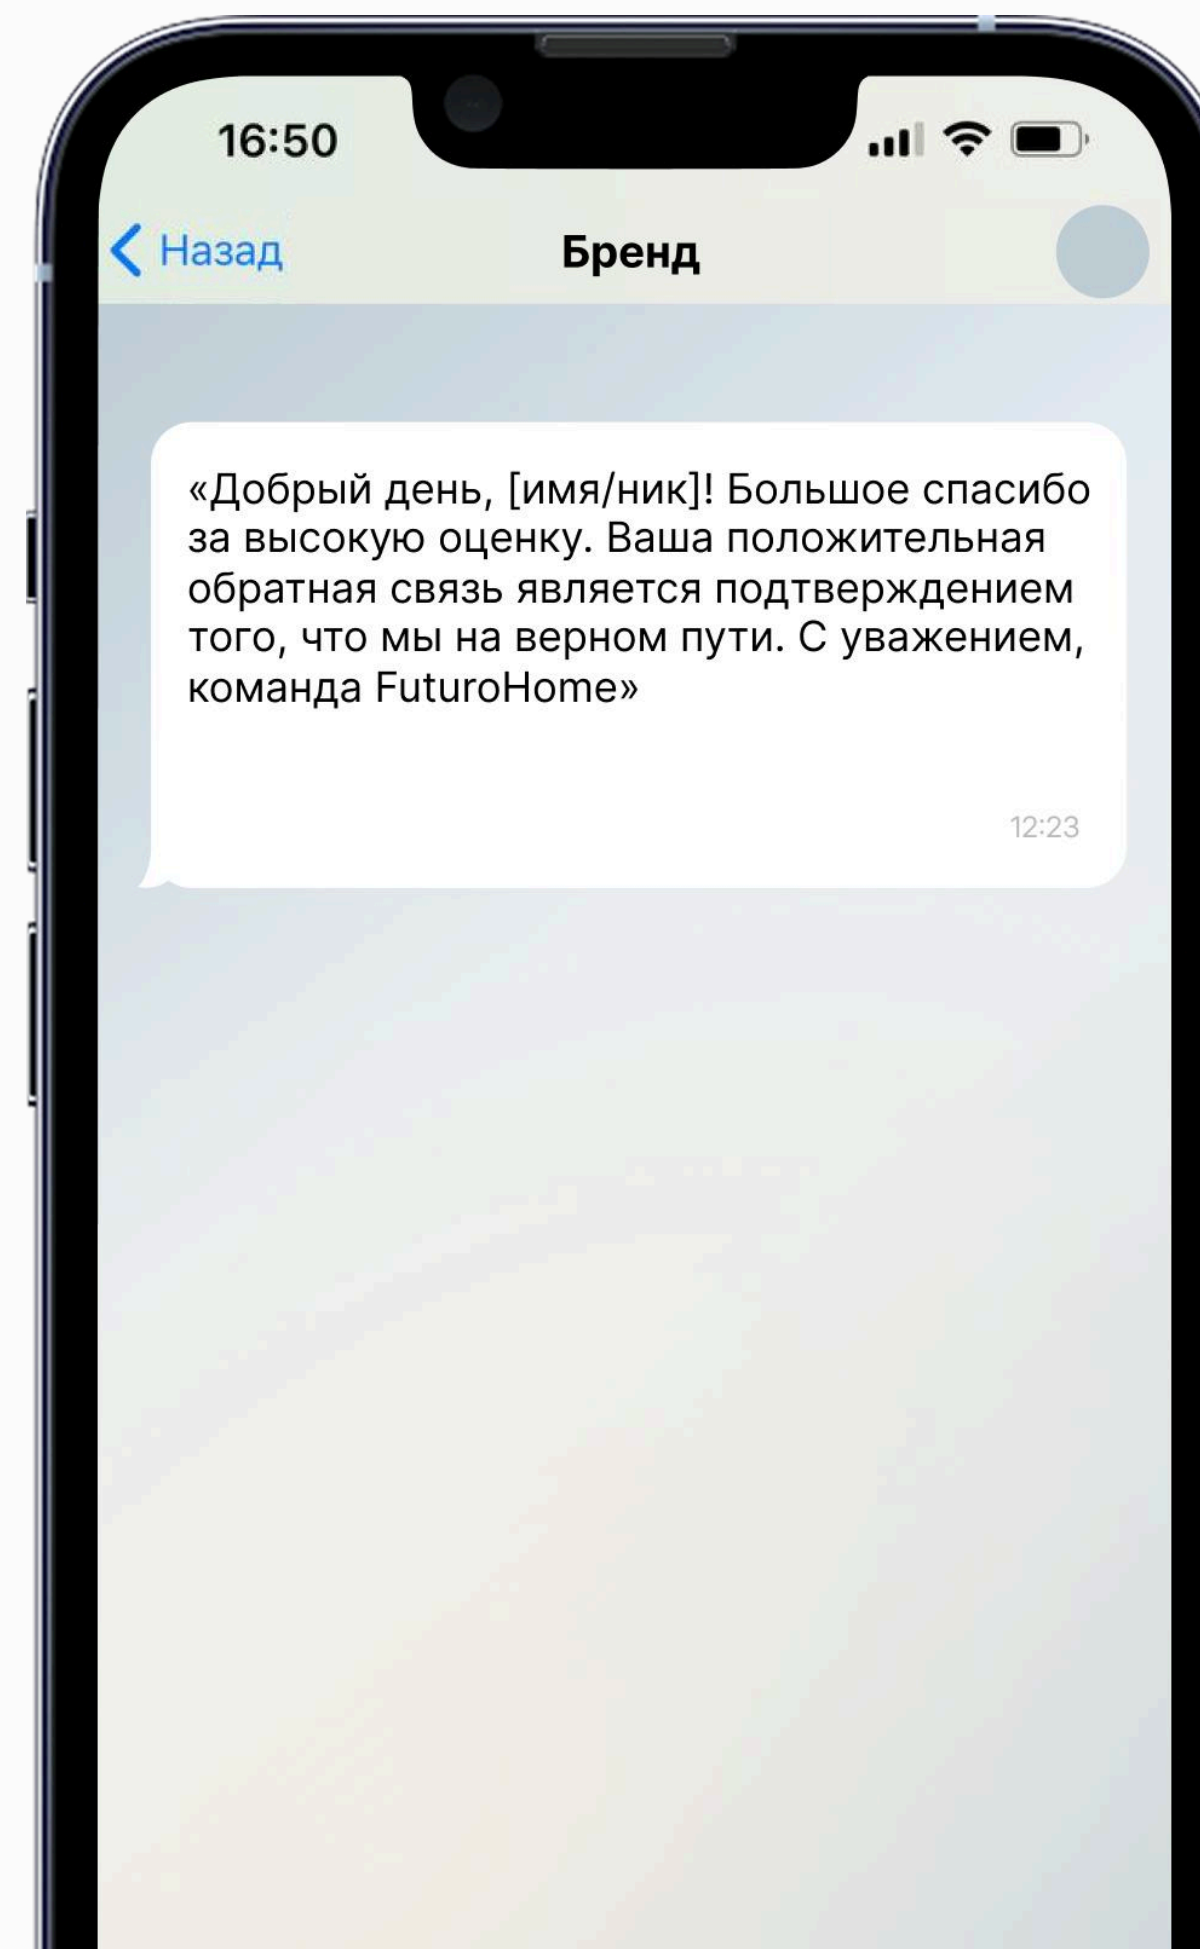 16:50
Назад
Бренд
«Добрый день, [имя/ник]! Большое спасибо
за высокую оценку. Ваша положительная
обратная связь является подтверждением
того, что мы на верном пути. С уважением,
команда FuturoHome»
12:23